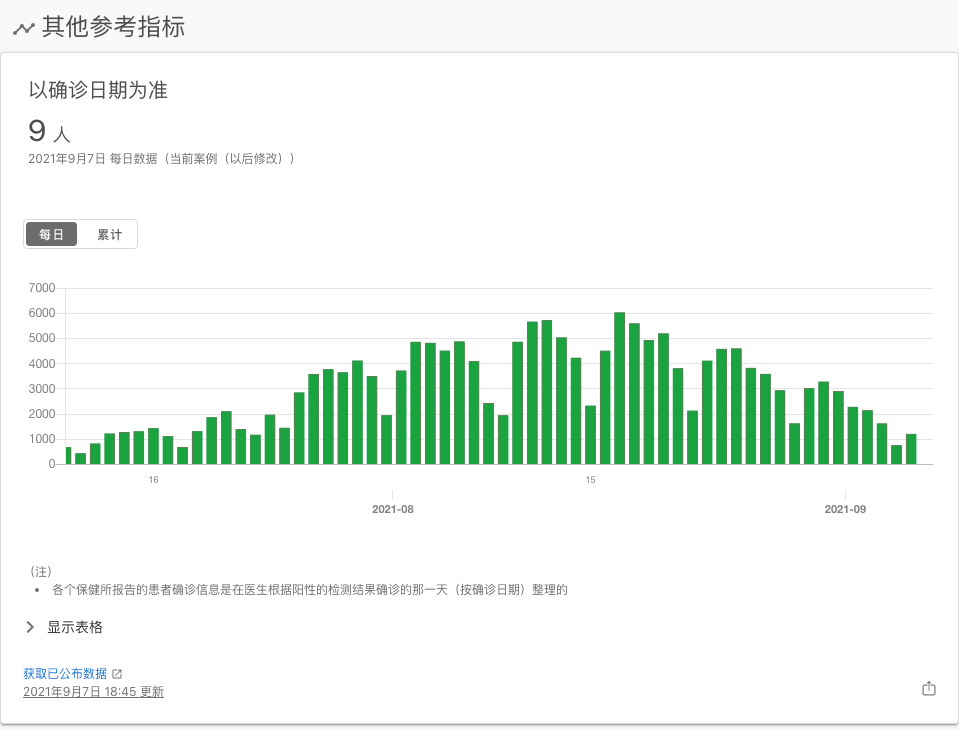 其他参考指标
以确诊日期为准
9 人
2021年9月7日 每日数据（当前案例（以后修改））
每日 累计
7000
6000
5000
4000
3000
2000
1000
0
16 15
2021-08 2021-09
（注）
• 各个保健所报告的患者确诊信息是在医生根据阳性的检测结果确诊的那一天（按确诊日期）整理的
显示表格
获取已公布数据
2021年9月7日 18:45 更新